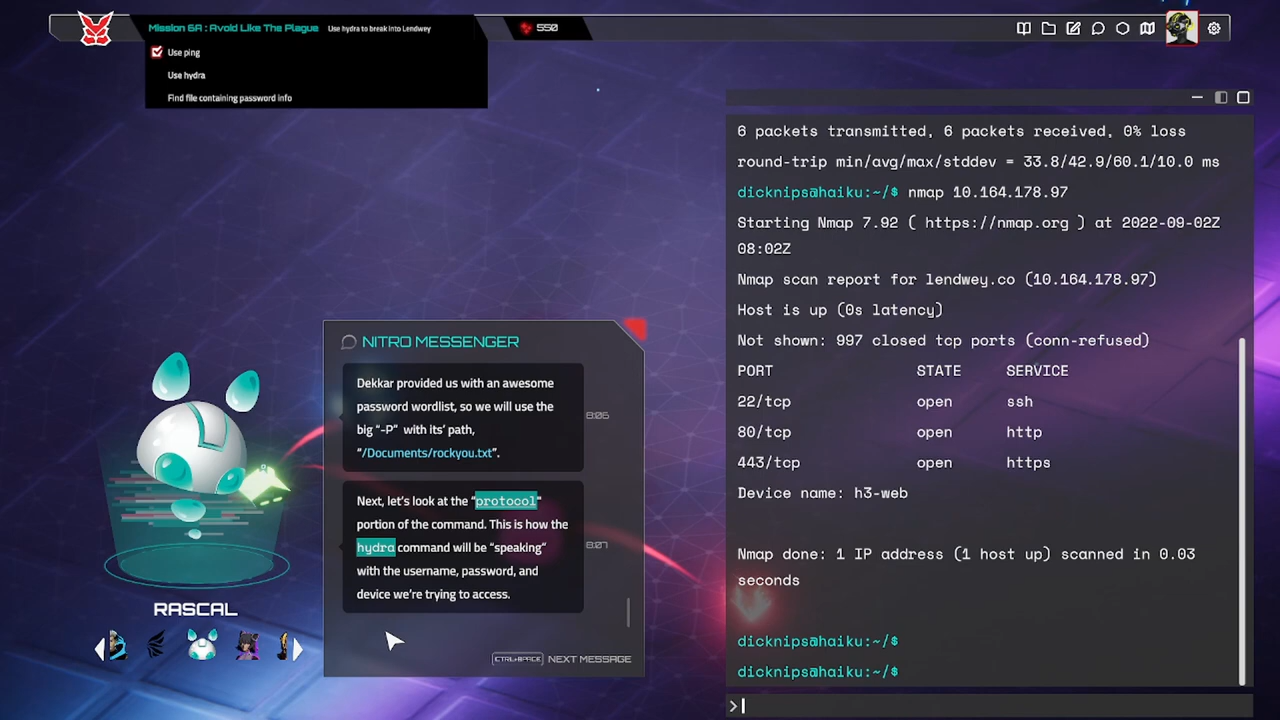 Mission 6A : Avoid Like The Plague Use hydra to break into Lendwey
Use ping
Use hydra
Find file containing password info
550
NITRO MESSENGER
Dekkar provided us with an awesome
password wordlist, so we will use the
big "-P" with its' path,
"/Documents/rockyou.txt".
8:06
Next, let's look at the "protocol"
portion of the command. This is how the
hydra command will be "speaking"
with the username, password, and
device we're trying to access.
8:07
CTRL+SPACE NEXT MESSAGE
RASCAL
6 packets transmitted, 6 packets received, 0% loss
round-trip min/avg/max/stddev = 33.8/42.9/60.1/10.0 ms
dicknips@haiku:~/$ nmap 10.164.178.97
Starting Nmap 7.92 ( https://nmap.org ) at 2022-09-02Z
08:02Z
Nmap scan report for lendwey.co (10.164.178.97)
Host is up (0s latency)
Not shown: 997 closed tcp ports (conn-refused)
PORT STATE SERVICE
22/tcp open ssh
80/tcp open http
443/tcp open https
Device name: h3-web
Nmap done: 1 IP address (1 host up) scanned in 0.03
seconds
dicknips@haiku:~/$
dicknips@haiku:~/$
>